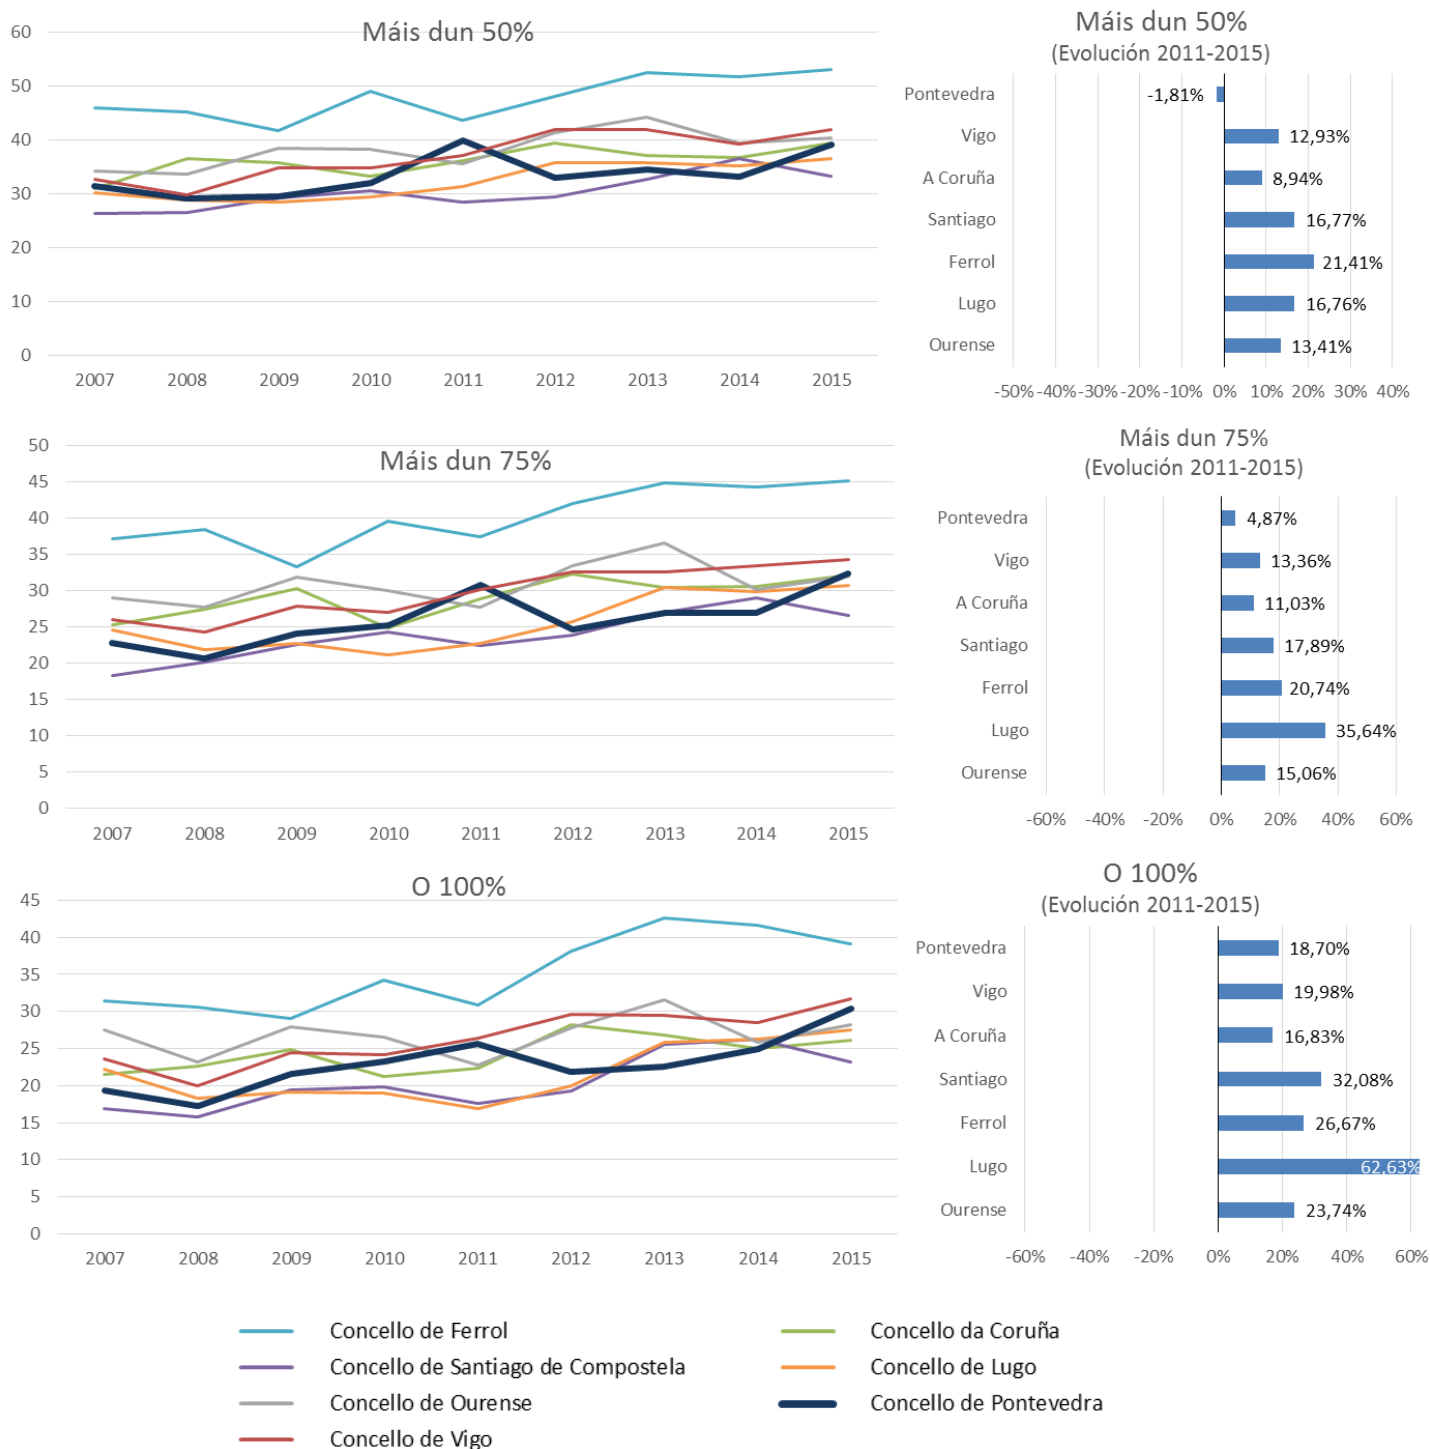 Máis dun 50%
60
50
40
30
20
10
0
2007 2008 2009 2010 2011 2012 2013 2014 2015
Máis dun 50%
(Evolución 2011-2015)
Pontevedra -1,81%
Vigo 12,93%
A Coruña 8,94%
Santiago 16,77%
Ferrol 21,41%
Lugo 16,76%
Ourense 13,41%
-50% -40% -30% -20% -10% 0% 10% 20% 30% 40%
Máis dun 75%
50
45
40
35
30
25
20
15
10
5
0
2007 2008 2009 2010 2011 2012 2013 2014 2015
Máis dun 75%
(Evolución 2011-2015)
Pontevedra 4,87%
Vigo 13,36%
A Coruña 11,03%
Santiago 17,89%
Ferrol 20,74%
Lugo 35,64%
Ourense 15,06%
-60% -40% -20% 0% 20% 40% 60%
O 100%
45
40
35
30
25
20
15
10
5
0
2007 2008 2009 2010 2011 2012 2013 2014 2015
O 100%
(Evolución 2011-2015)
Pontevedra 18,70%
Vigo 19,98%
A Coruña 16,83%
Santiago 32,08%
Ferrol 26,67%
Lugo 62,63%
Ourense 23,74%
-60% -40% -20% 0% 20% 40% 60%
Concello de Ferrol
Concello da Coruña
Concello de Santiago de Compostela
Concello de Lugo
Concello de Ourense
Concello de Pontevedra
Concello de Vigo